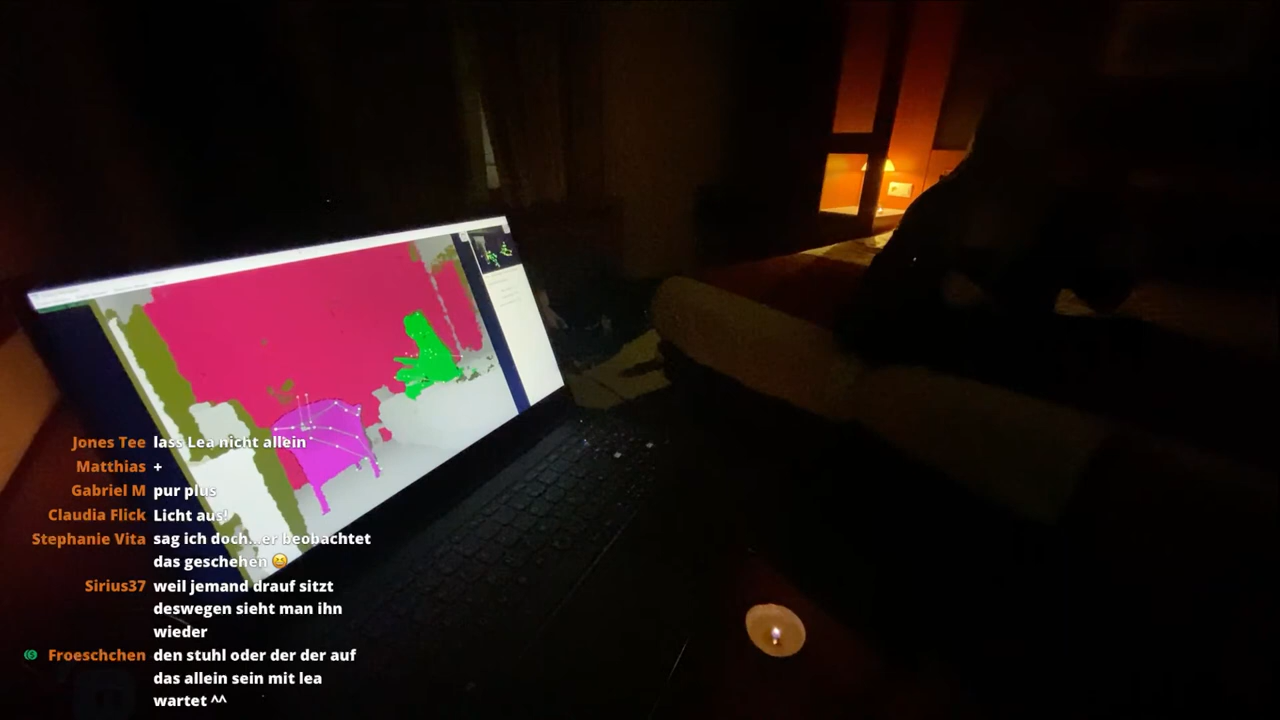 Jones Tee lass Lea nicht allein
Matthias +
Gabriel M pur plus
Claudia Flick Licht aus!
Stephanie Vita sag ich doch...er beobachtet
das geschehen 😄
Sirius37 weil jemand drauf sitzt
deswegen sieht man ihn
wieder
Froeschchen den stuhl oder der der auf
das allein sein mit lea
wartet ^^